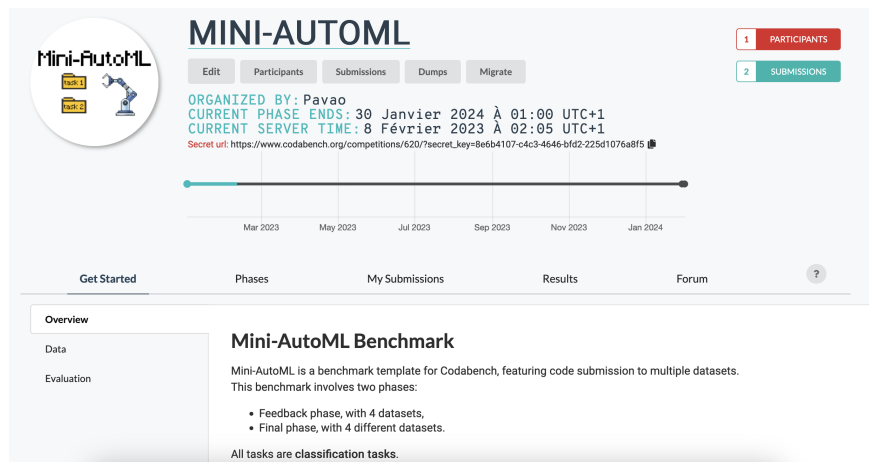 Mini-AutoML
task 1
task 2
MINI-AUTOML
1 PARTICIPANTS
2 SUBMISSIONS
Edit Participants Submissions Dumps Migrate
ORGANIZED BY: Pavao
CURRENT PHASE ENDS: 30 Janvier 2024 À 01:00 UTC+1
CURRENT SERVER TIME: 8 Février 2023 À 02:05 UTC+1
Secret url: https://www.codabench.org/competitions/620/?secret_key=8e6b4107-c4c3-4646-bfd2-225d1076a8f5
Mar 2023 May 2023 Jul 2023 Sep 2023 Nov 2023 Jan 2024
Get Started Phases My Submissions Results Forum ?
Overview
Data
Evaluation
Mini-AutoML Benchmark
Mini-AutoML is a benchmark template for Codabench, featuring code submission to multiple datasets.
This benchmark involves two phases:
• Feedback phase, with 4 datasets,
• Final phase, with 4 different datasets.
All tasks are classification tasks.